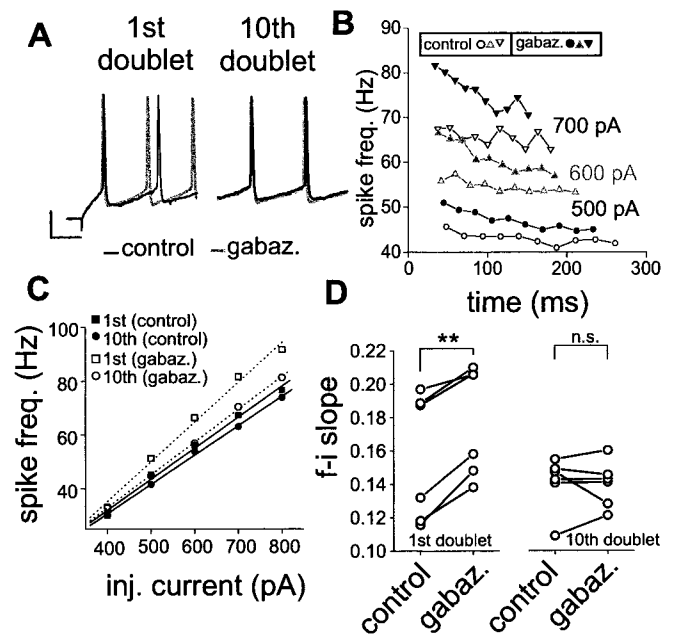 A
1st doublet
10th doublet
control
gabaz.
B
control
gabaz.
spike freq. (Hz)
90
80
70
60
50
40
700 pA
600 pA
500 pA
0
100
200
300
time (ms)
C
1st (control)
10th (control)
1st (gabaz.)
10th (gabaz.)
spike freq. (Hz)
100
80
60
40
400
500
600
700
800
inj. current (pA)
D
**
n.s.
f-i slope
0.22
0.20
0.18
0.16
0.14
0.12
0.10
1st doublet
10th doublet
control
gabaz.
control
gabaz.